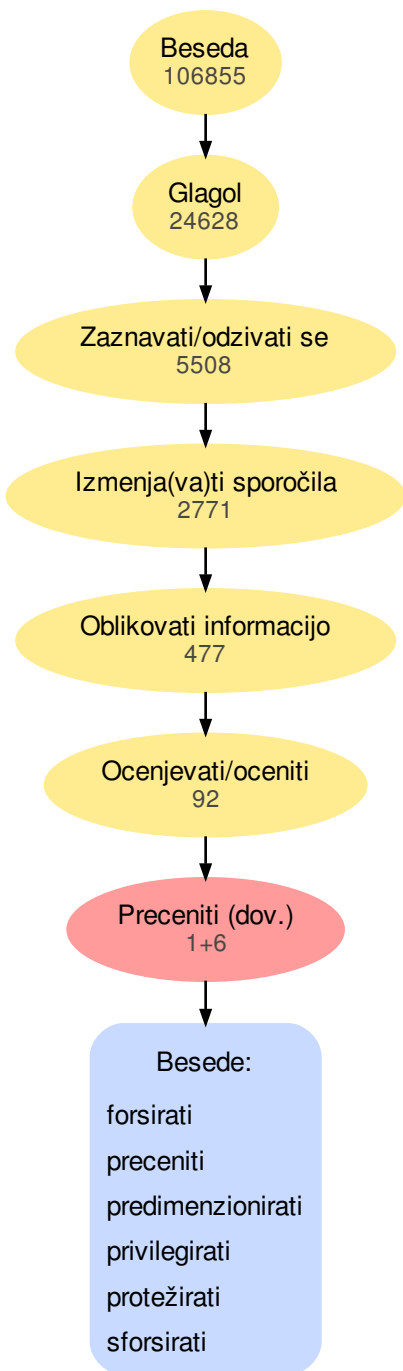 Beseda
106855
Glagol
24628
Zaznavati/odzivati se
5508
Izmenja(va)ti sporočila
2771
Oblikovati informacijo
477
Ocenjevati/oceniti
92
Preceniti (dov.)
1+6
Besede:
forsirati
preceniti
predimenzionirati
privilegirati
protežirati
sforsirati